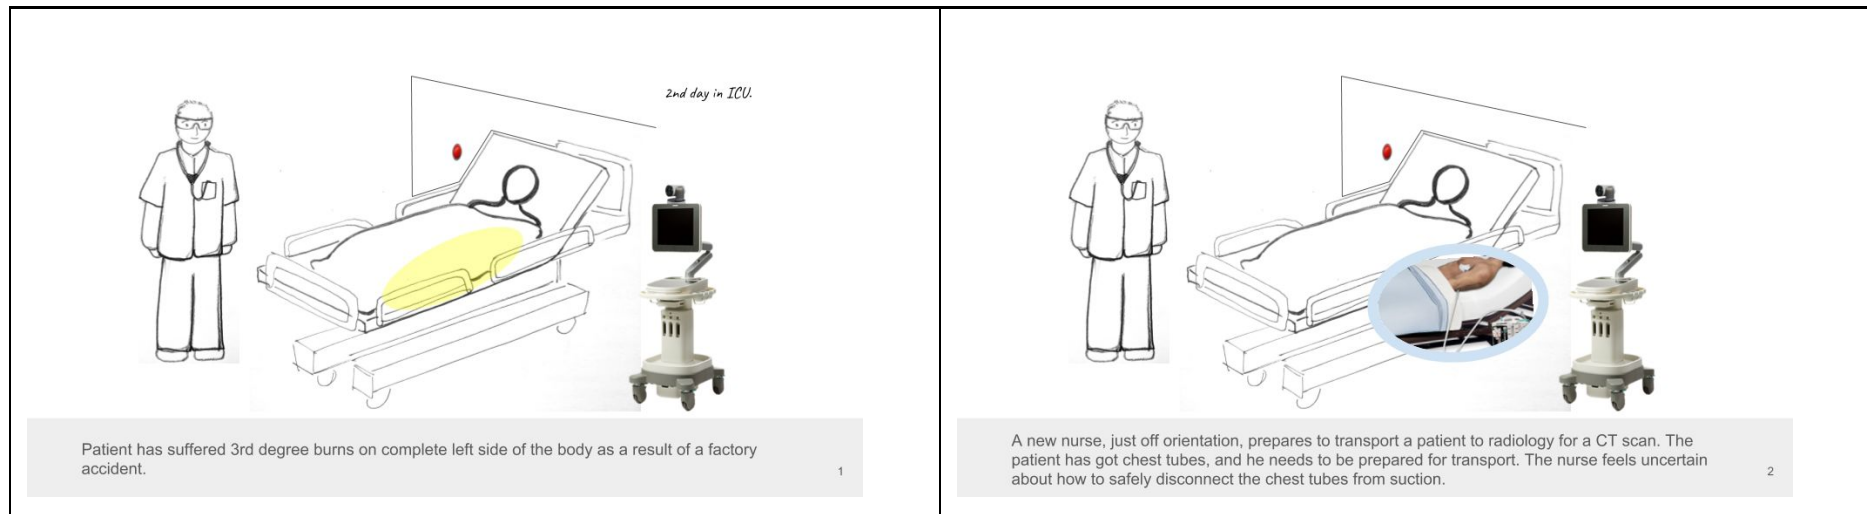 2nd day in ICU.
Patient has suffered 3rd degree burns on complete left side of the body as a result of a factory
accident.
1
A new nurse, just off orientation, prepares to transport a patient to radiology for a CT scan. The
patient has got chest tubes, and he needs to be prepared for transport. The nurse feels uncertain
about how to safely disconnect the chest tubes from suction.
2